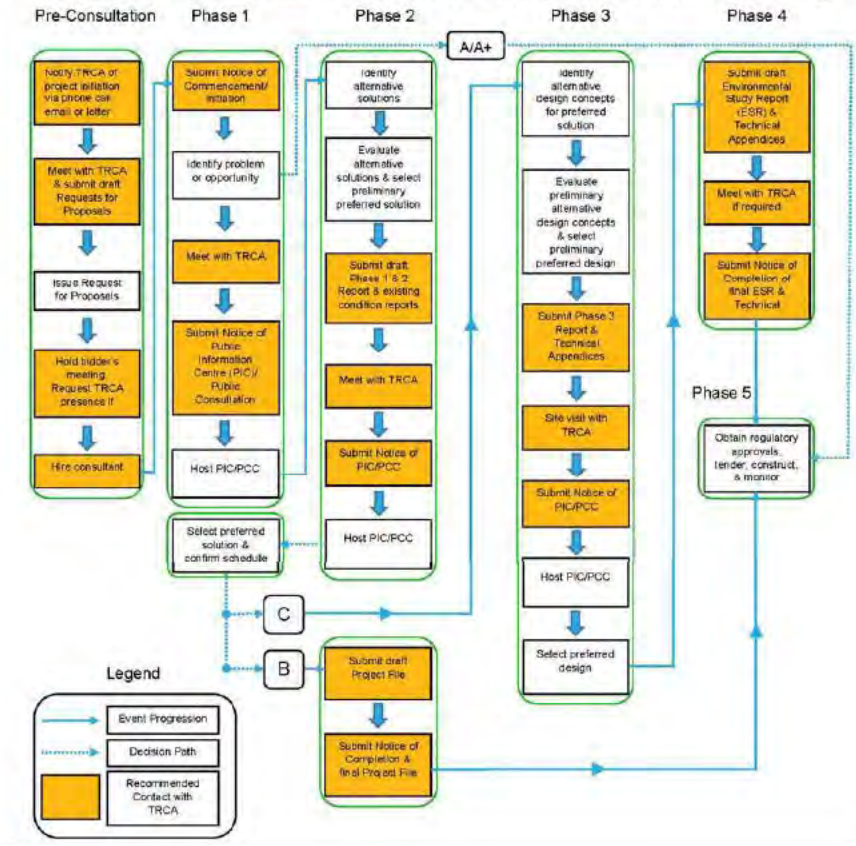 Pre-Consultation
Phase 1
Phase 2
Phase 3
Phase 4
A/A+
Notify TRCA of
project initiation
via phone call
email or letter
Meet with TRCA
& submit draft
Requests for
Proposals
Issue Request
for Proposals
Hold bidder's
meeting.
Request TRCA
presence if
Hire consultant
Submit Notice of
Commencement/
Initiation
Identify problem
or opportunity
Meet with TRCA
Submit Notice of
Public
Information
Centre (PIC)/
Public
Consultation
Host PIC/PCC
Identify
alternative
solutions
Evaluate
alternative
solutions & select
preliminary
preferred solution
Submit draft
Phase 1 & 2
Report & existing
condition reports
Meet with TRCA
Submit Notice of
PIC/PCC
Host PIC/PCC
Select preferred
solution &
confirm schedule
C
B
Submit draft
Project File
Submit Notice of
Completion &
final Project File
Identify
alternative
design concepts
for preferred
solution
Evaluate
preliminary
alternative
design concepts
& select
preliminary
preferred design
Submit Phase 3
Report &
Technical
Appendices
Site visit with
TRCA
Submit Notice of
PIC/PCC
Host PIC/PCC
Select preferred
design
Submit draft
Environmental
Study Report
(ESR) &
Technical
Appendices
Meet with TRCA
if required
Submit Notice of
Completion of
final ESR &
Technical
Phase 5
Obtain regulatory
approvals,
tender, construct,
& monitor
Legend
Event Progression
Decision Path
Recommended
Contact with
TRCA